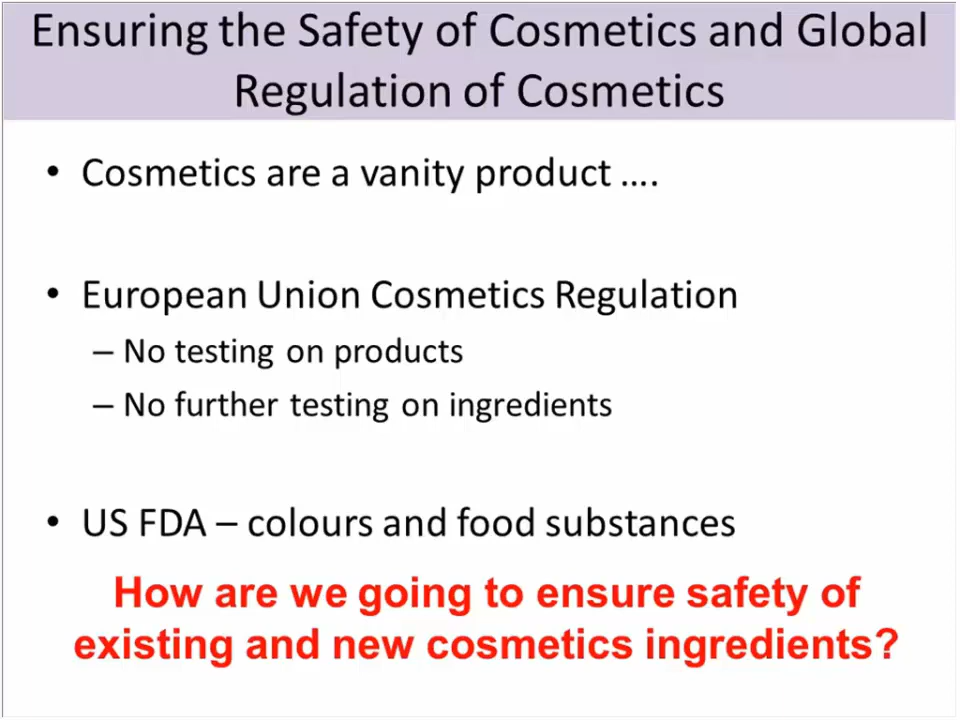 Ensuring the Safety of Cosmetics and Global
Regulation of Cosmetics
• Cosmetics are a vanity product ….
• European Union Cosmetics Regulation
– No testing on products
– No further testing on ingredients
• US FDA – colours and food substances
How are we going to ensure safety of
existing and new cosmetics ingredients?